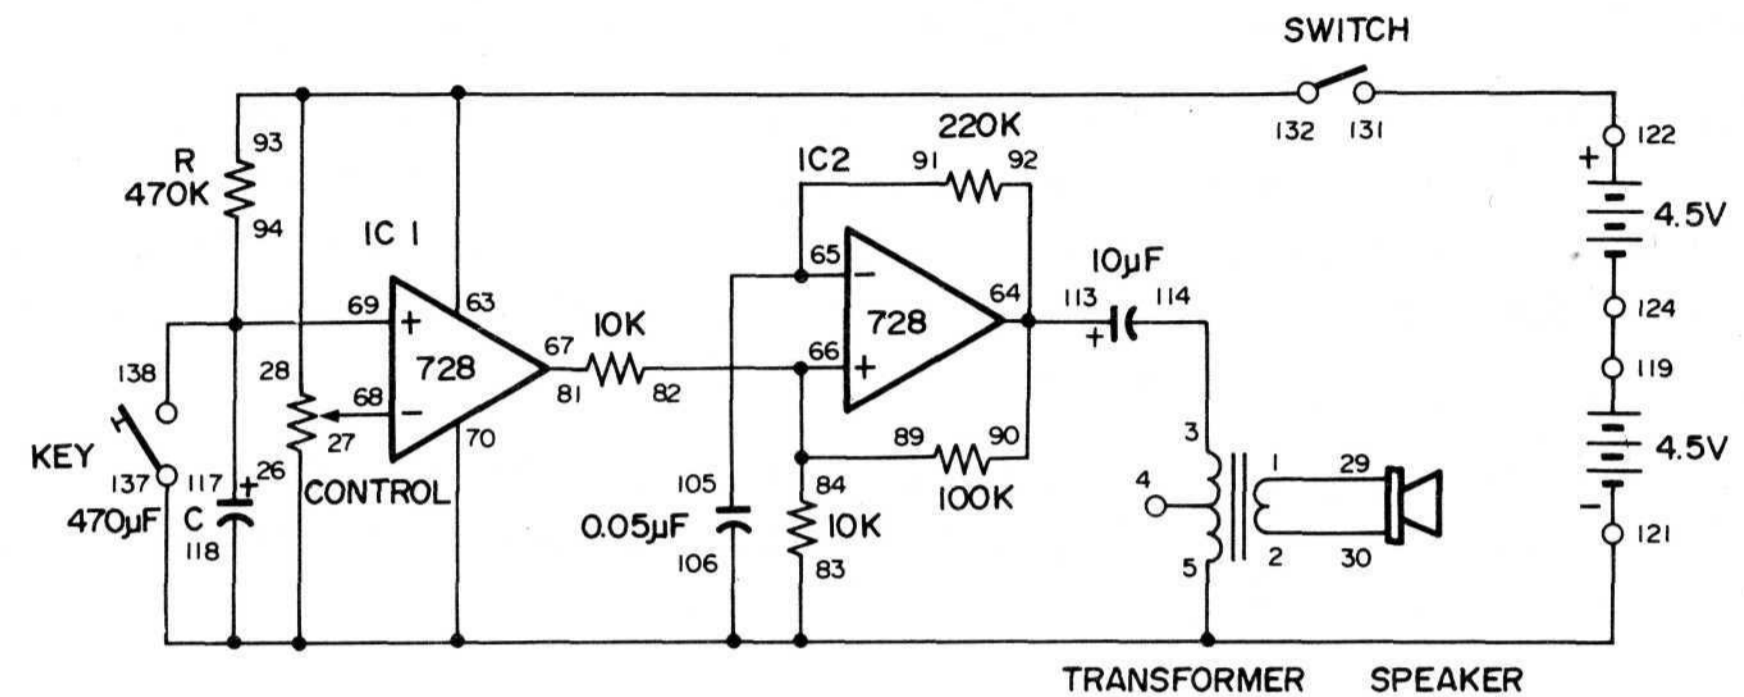 SWITCH
132 131
122
+
4.5V
124
119
4.5V
−
121
R
470K
93
94
IC 1
69
+
63
728
67
68
−
70
28
27
26
CONTROL
138
KEY
137
117 +
470µF C
118
10K
81 82
IC2
220K
91 92
65
−
728
64
66
+
89 90
100K
84
10K
83
105
0.05µF
106
10µF
113 114
+
3
4
5
1
2
29
30
TRANSFORMER SPEAKER